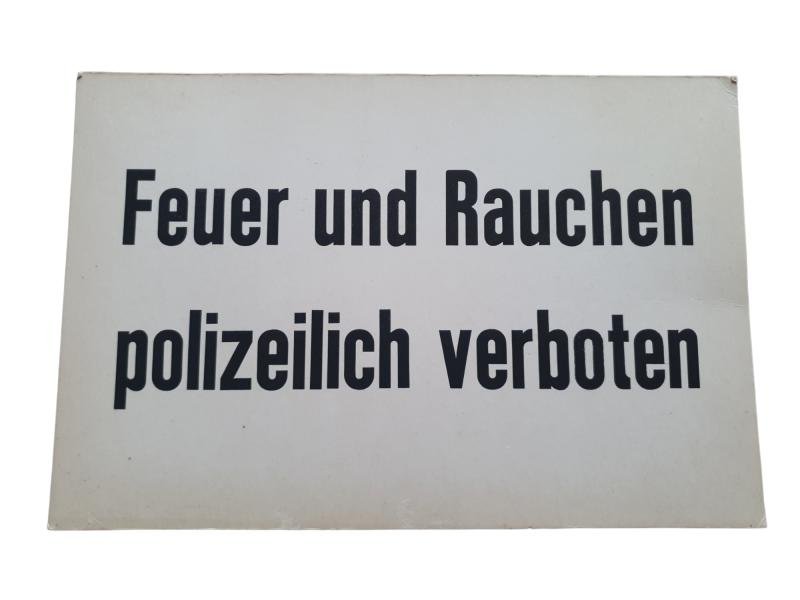 Feuer und Rauchen
polizeilich verboten